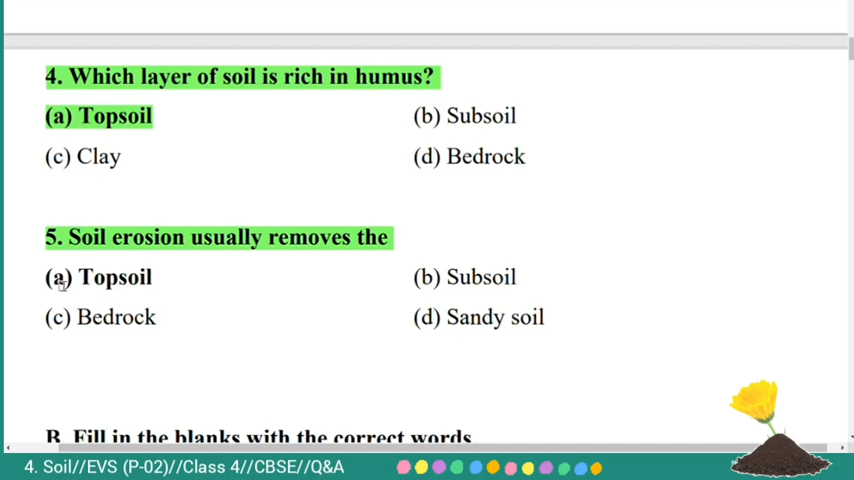 4. Which layer of soil is rich in humus?
(a) Topsoil (b) Subsoil
(c) Clay (d) Bedrock
5. Soil erosion usually removes the
(a) Topsoil (b) Subsoil
(c) Bedrock (d) Sandy soil
B. Fill in the blanks with the correct words
4. Soil//EVS (P-02)//Class 4//CBSE//Q&A